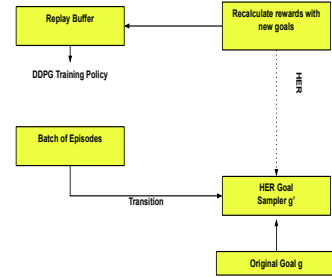 Replay Buffer
Recalculate rewards with
new goals
DDPG Training Policy
HER
Batch of Episodes
Transition
HER Goal
Sampler g'
Original Goal g